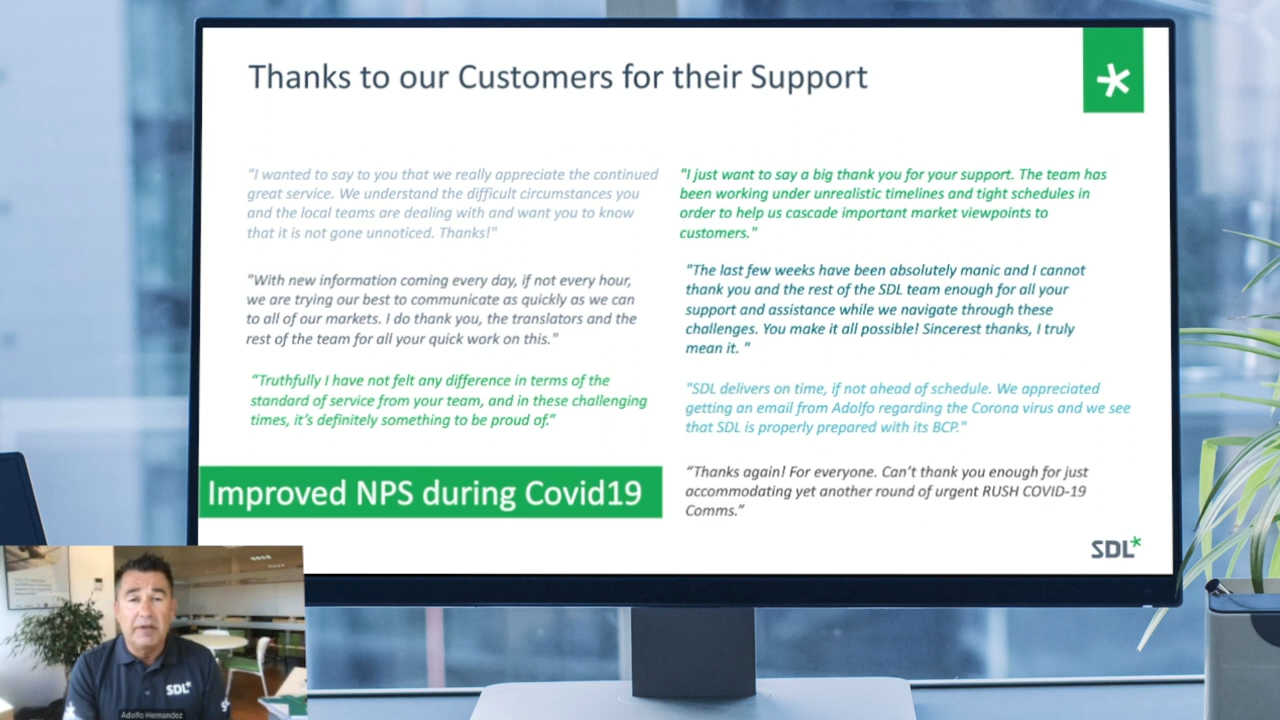 Thanks to our Customers for their Support
"I wanted to say to you that we really appreciate the continued
great service. We understand the difficult circumstances you
and the local teams are dealing with and want you to know
that it is not gone unnoticed. Thanks!"
"With new information coming every day, if not every hour,
we are trying our best to communicate as quickly as we can
to all of our markets. I do thank you, the translators and the
rest of the team for all your quick work on this."
“Truthfully I have not felt any difference in terms of the
standard of service from your team, and in these challenging
times, it’s definitely something to be proud of.”
Improved NPS during Covid19
"I just want to say a big thank you for your support. The team has
been working under unrealistic timelines and tight schedules in
order to help us cascade important market viewpoints to
customers."
"The last few weeks have been absolutely manic and I cannot
thank you and the rest of the SDL team enough for all your
support and assistance while we navigate through these
challenges. You make it all possible! Sincerest thanks, I truly
mean it. "
"SDL delivers on time, if not ahead of schedule. We appreciated
getting an email from Adolfo regarding the Corona virus and we see
that SDL is properly prepared with its BCP."
“Thanks again! For everyone. Can’t thank you enough for just
accommodating yet another round of urgent RUSH COVID-19
Comms.”
SDL*
SDL*
Adolfo Hernandez